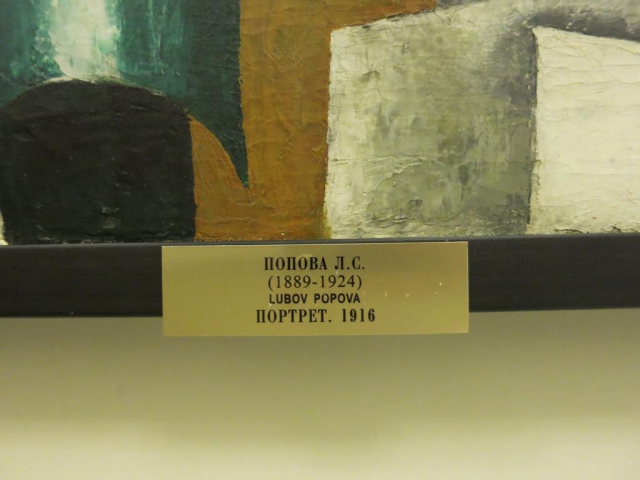 ПОПОВА Л.С.
(1889-1924)
LUBOV POPOVA
ПОРТРЕТ. 1916